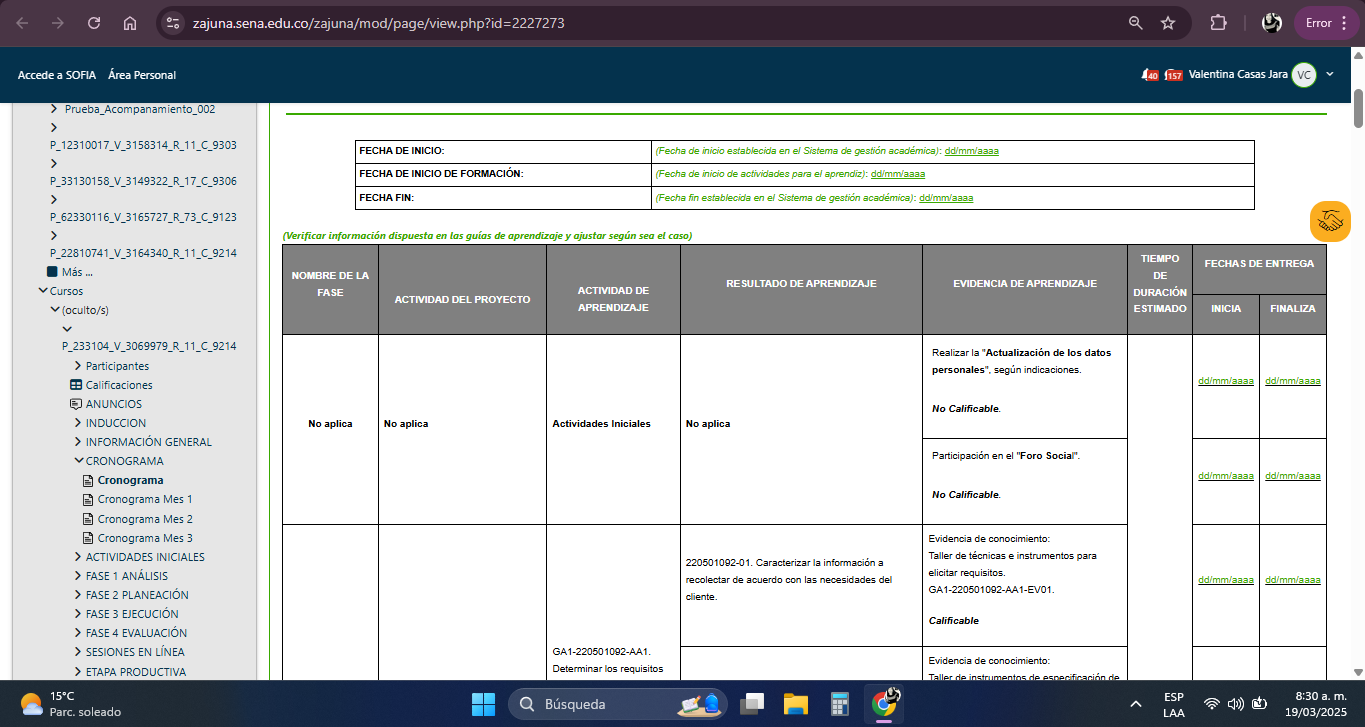 zajuna.sena.edu.co/zajuna/mod/page/view.php?id=2227273
Error
Accede a SOFIA
Área Personal
40
157
Valentina Casas Jara
VC
Prueba_Acompanamiento_002
P_12310017_V_3158314_R_11_C_9303
P_33130158_V_3149322_R_17_C_9306
P_62330116_V_3165727_R_73_C_9123
P_22810741_V_3164340_R_11_C_9214
Más ...
Cursos
(oculto/s)
P_233104_V_3069979_R_11_C_9214
Participantes
Calificaciones
ANUNCIOS
INDUCCION
INFORMACIÓN GENERAL
CRONOGRAMA
Cronograma
Cronograma Mes 1
Cronograma Mes 2
Cronograma Mes 3
ACTIVIDADES INICIALES
FASE 1 ANÁLISIS
FASE 2 PLANEACIÓN
FASE 3 EJECUCIÓN
FASE 4 EVALUACIÓN
SESIONES EN LÍNEA
ETAPA PRODUCTIVA
FECHA DE INICIO:
(Fecha de inicio establecida en el Sistema de gestión académica): dd/mm/aaaa
FECHA DE INICIO DE FORMACIÓN:
(Fecha de inicio de actividades para el aprendiz): dd/mm/aaaa
FECHA FIN:
(Fecha fin establecida en el Sistema de gestión académica): dd/mm/aaaa
(Verificar información dispuesta en las guías de aprendizaje y ajustar según sea el caso)
NOMBRE DE LA
FASE
ACTIVIDAD DEL PROYECTO
ACTIVIDAD DE
APRENDIZAJE
RESULTADO DE APRENDIZAJE
EVIDENCIA DE APRENDIZAJE
TIEMPO
DE
DURACIÓN
ESTIMADO
FECHAS DE ENTREGA
INICIA
FINALIZA
No aplica
No aplica
Actividades Iniciales
No aplica
Realizar la "Actualización de los datos
personales", según indicaciones.
No Calificable.
dd/mm/aaaa
dd/mm/aaaa
Participación en el "Foro Social".
No Calificable.
dd/mm/aaaa
dd/mm/aaaa
GA1-220501092-AA1.
Determinar los requisitos
220501092-01. Caracterizar la información a
recolectar de acuerdo con las necesidades del
cliente.
Evidencia de conocimiento:
Taller de técnicas e instrumentos para
elicitar requisitos.
GA1-220501092-AA1-EV01.
Calificable
dd/mm/aaaa
dd/mm/aaaa
Evidencia de conocimiento:
Taller de instrumentos de especificación de
15°C
Parc. soleado
Búsqueda
ESP
LAA
8:30 a. m.
19/03/2025